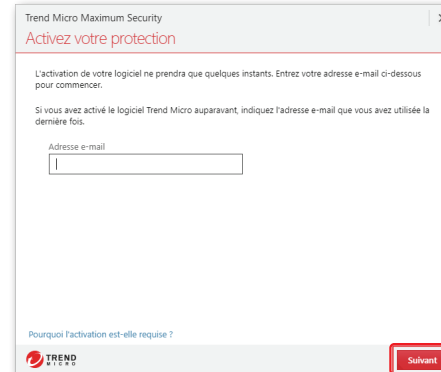 Trend Micro Maximum Security
Activez votre protection
L'activation de votre logiciel ne prendra que quelques instants. Entrez votre adresse e-mail ci-dessous
pour commencer.
Si vous avez activé le logiciel Trend Micro auparavant, indiquez l'adresse e-mail que vous avez utilisée la
dernière fois.
Adresse e-mail
Pourquoi l'activation est-elle requise ?
TREND
MICRO
Suivant